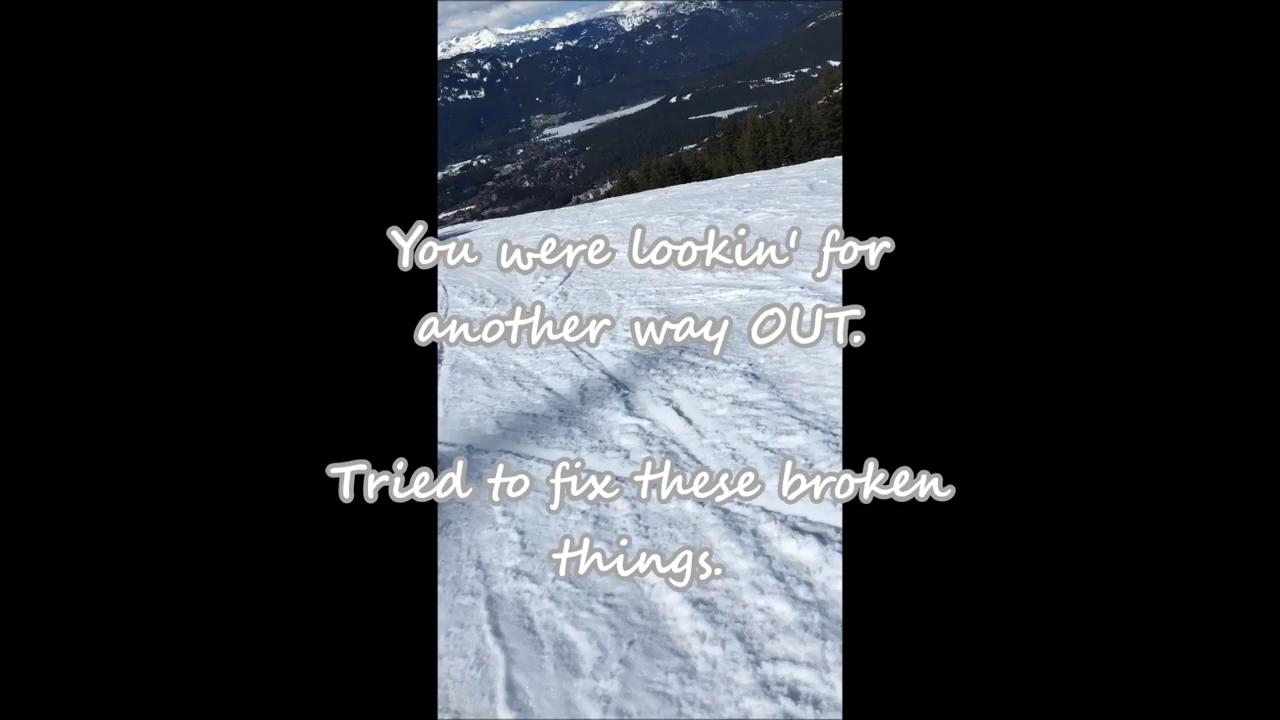 You were lookin' for
another way OUT.
Tried to fix these broken
things.